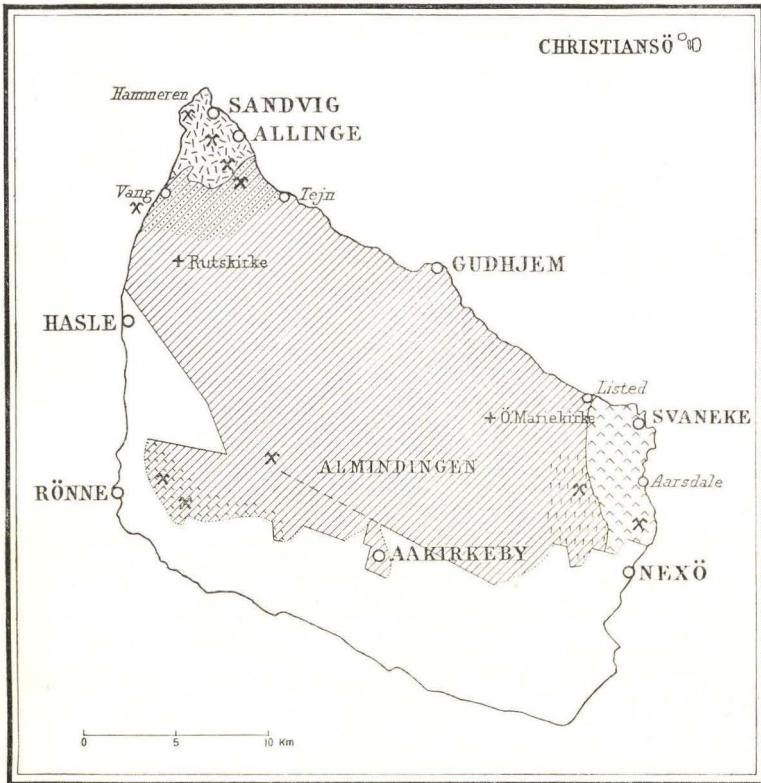 CHRISTIANSÖ
Hammeren
SANDVIG
ALLINGE
Vang
Tejn
Rutskirke
GUDHJEM
HASLE
Listed
Ö.Mariekirke
SVANEKE
ALMINDINGEN
RÖNNE
Aarsdale
AAKIRKEBY
NEXÖ
0 5 10 Km